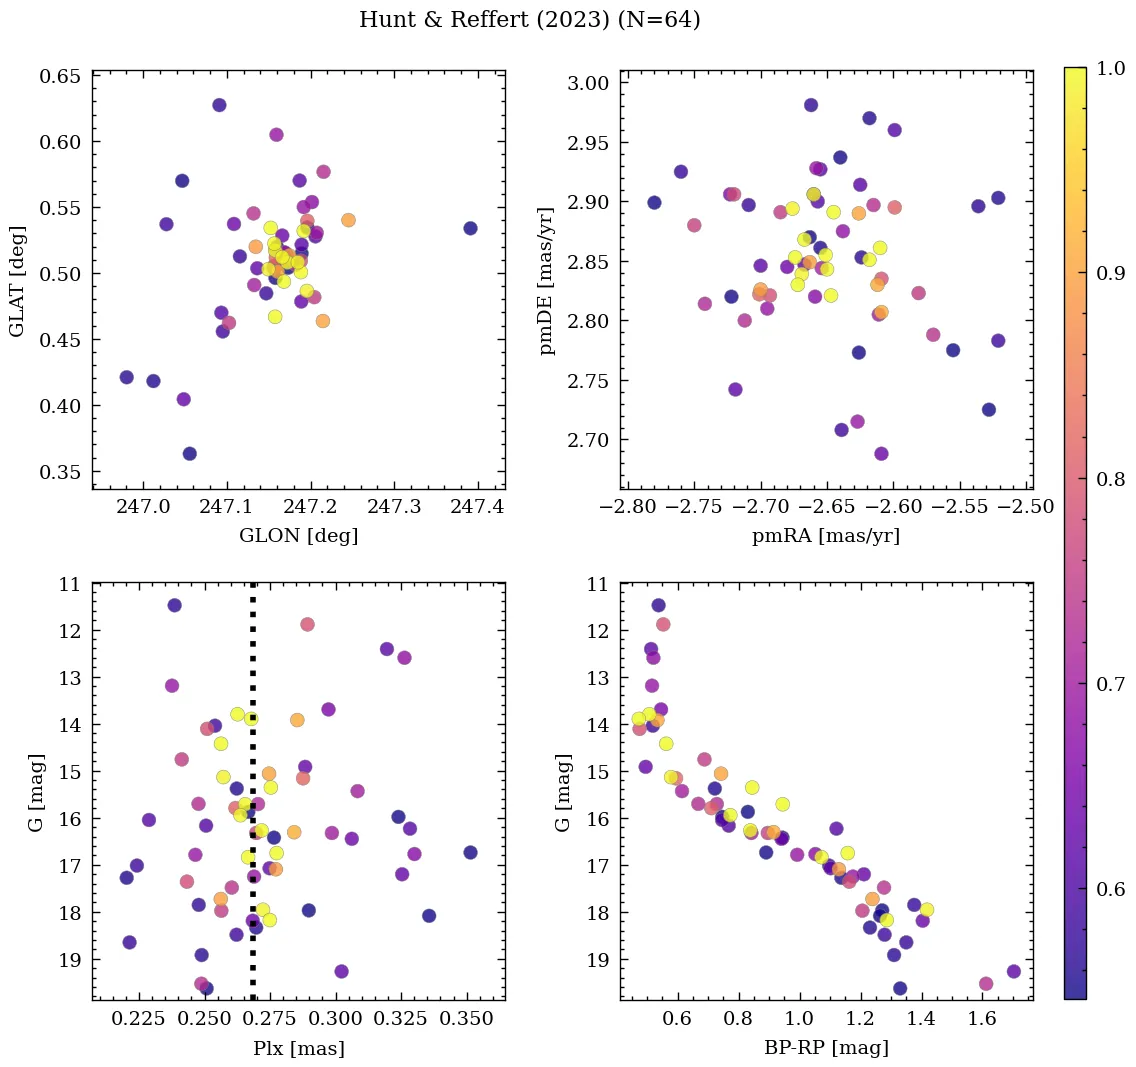 Hunt & Reffert (2023) (N=64)
0.65
0.60
0.55
0.50
0.45
0.40
0.35
GLAT [deg]
247.0 247.1 247.2 247.3 247.4
GLON [deg]
3.00
2.95
2.90
2.85
2.80
2.75
2.70
pmDE [mas/yr]
−2.80 −2.75 −2.70 −2.65 −2.60 −2.55 −2.50
pmRA [mas/yr]
1.0
0.9
0.8
0.7
0.6
11
12
13
14
15
16
17
18
19
G [mag]
0.225 0.250 0.275 0.300 0.325 0.350
Plx [mas]
11
12
13
14
15
16
17
18
19
G [mag]
0.6 0.8 1.0 1.2 1.4 1.6
BP-RP [mag]